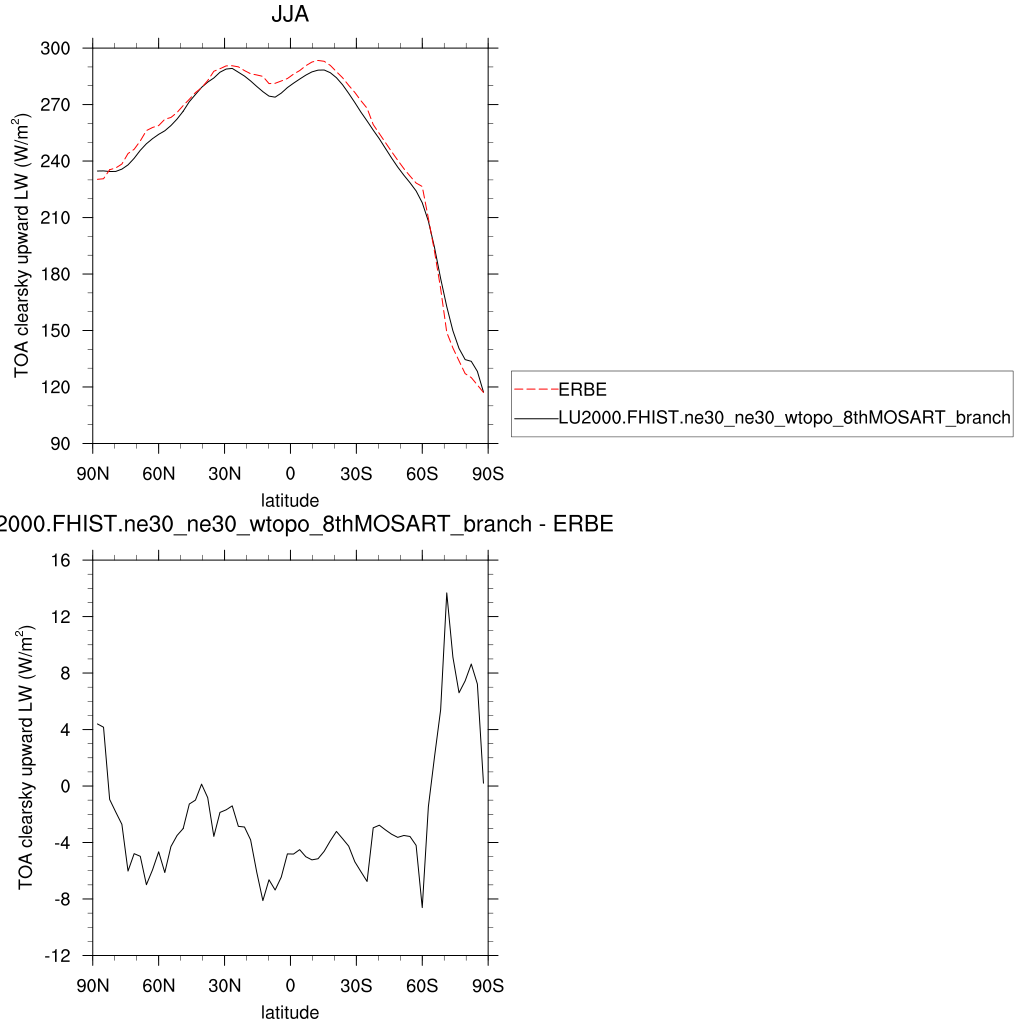 JJA
TOA clearsky upward LW (W/m²)
300
270
240
210
180
150
120
90
90N 60N 30N 0 30S 60S 90S
latitude
ERBE
LU2000.FHIST.ne30_ne30_wtopo_8thMOSART_branch
2000.FHIST.ne30_ne30_wtopo_8thMOSART_branch - ERBE
TOA clearsky upward LW (W/m²)
16
12
8
4
0
-4
-8
-12
90N 60N 30N 0 30S 60S 90S
latitude